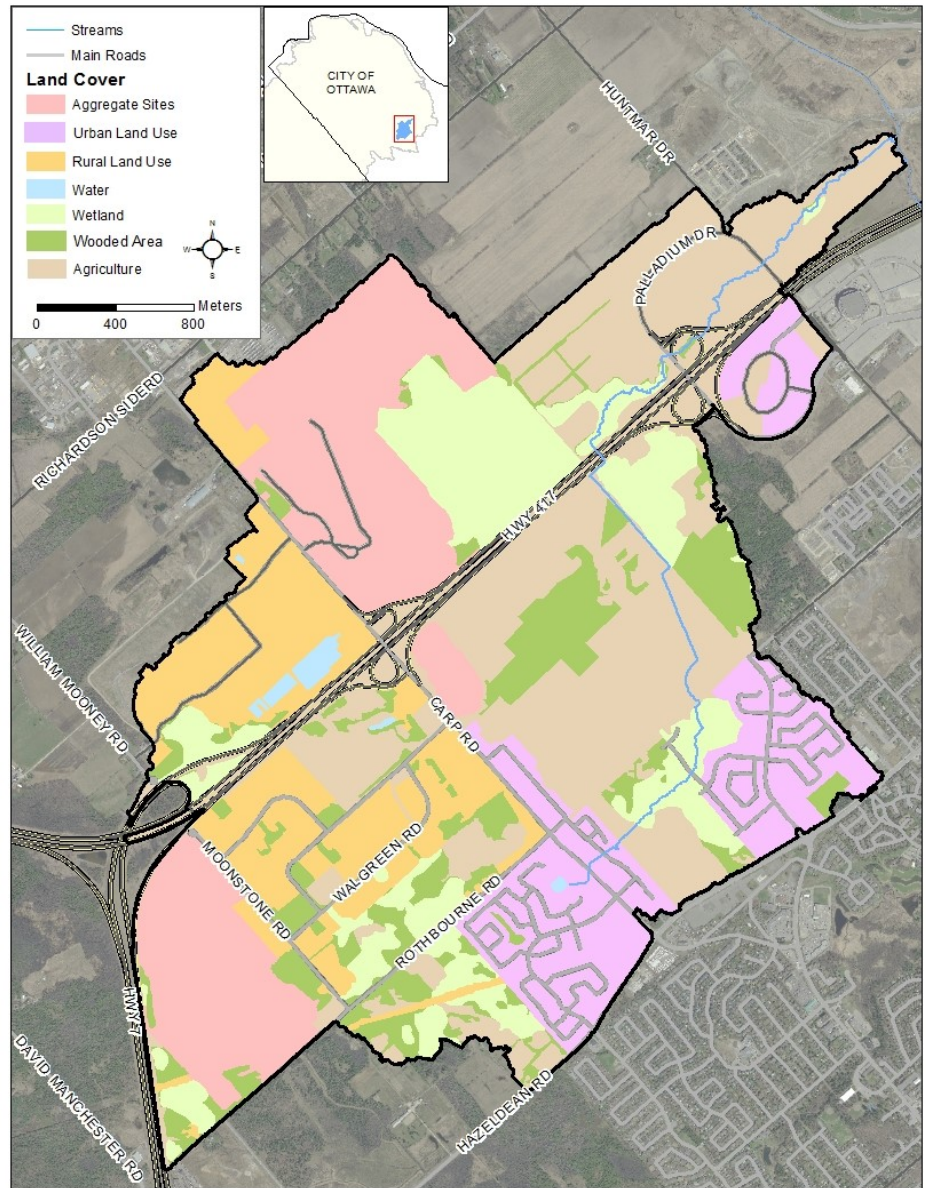 Streams
Main Roads
Land Cover
Aggregate Sites
Urban Land Use
Rural Land Use
Water
Wetland
Wooded Area
Agriculture
N
W
E
S
Meters
0 400 800
CITY OF
OTTAWA
HUNTMAR DR
PALLADIUM DR
RICHARDSON SIDERD
HWY 417
WILLIAM MOONEY RD
CARP RD
MOONSTONE RD
WALGREEN RD
ROTHBOURNE RD
HWY 7
DAVID MANCHESTER RD
HAZELDEAN RD